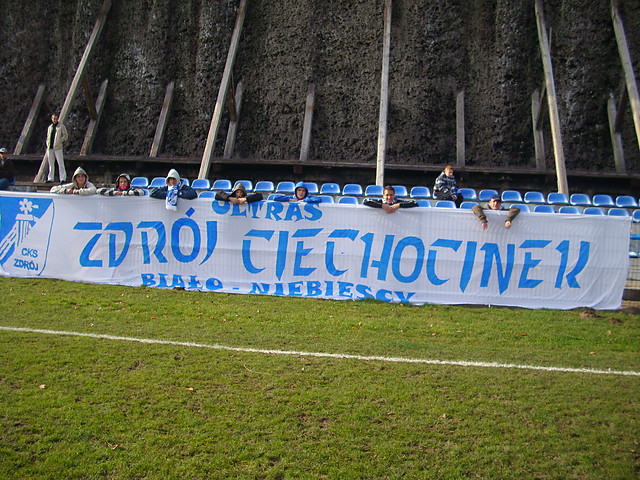 ULTRAS
ZDRÓJ CIECHOCINEK
BIAŁO - NIEBIESCY
CKS
ZDRÓJ